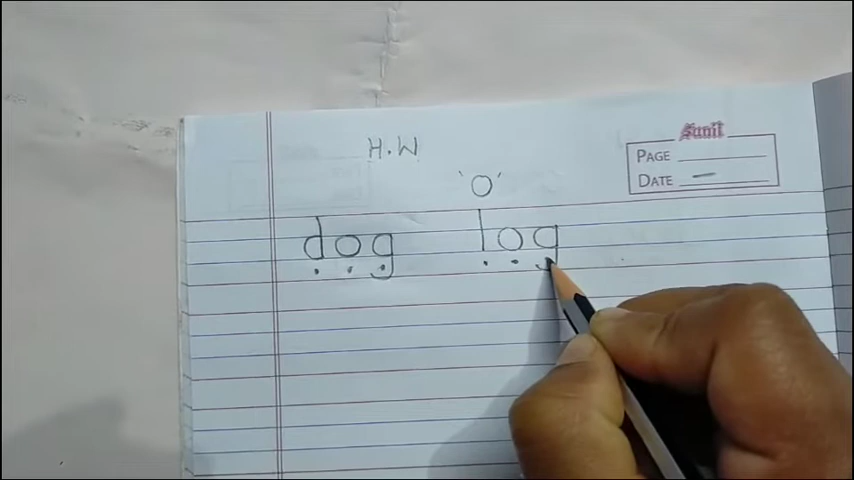 H.W
Sunit
PAGE
DATE
'O'
dog log